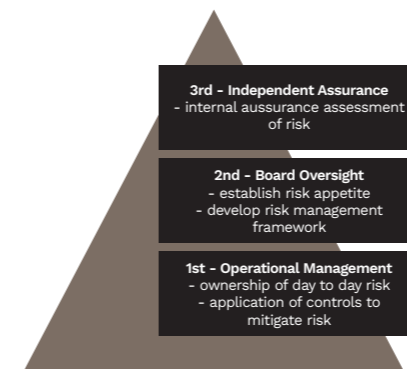 3rd - Independent Assurance
- internal aussurance assessment
of risk
2nd - Board Oversight
- establish risk appetite
- develop risk management
framework
1st - Operational Management
- ownership of day to day risk
- application of controls to
mitigate risk